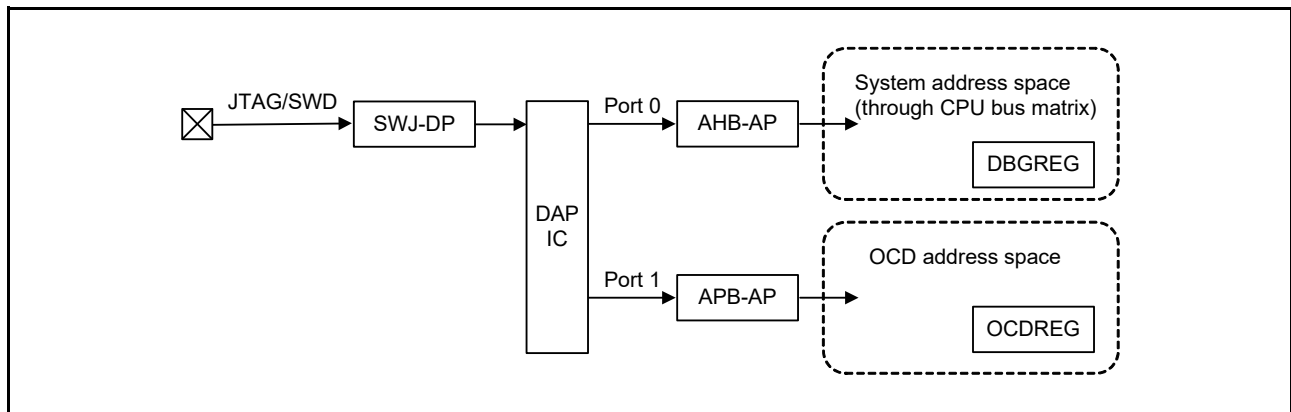 JTAG/SWD
SWJ-DP
DAP
IC
Port 0
AHB-AP
System address space
(through CPU bus matrix)
DBGREG
Port 1
APB-AP
OCD address space
OCDREG